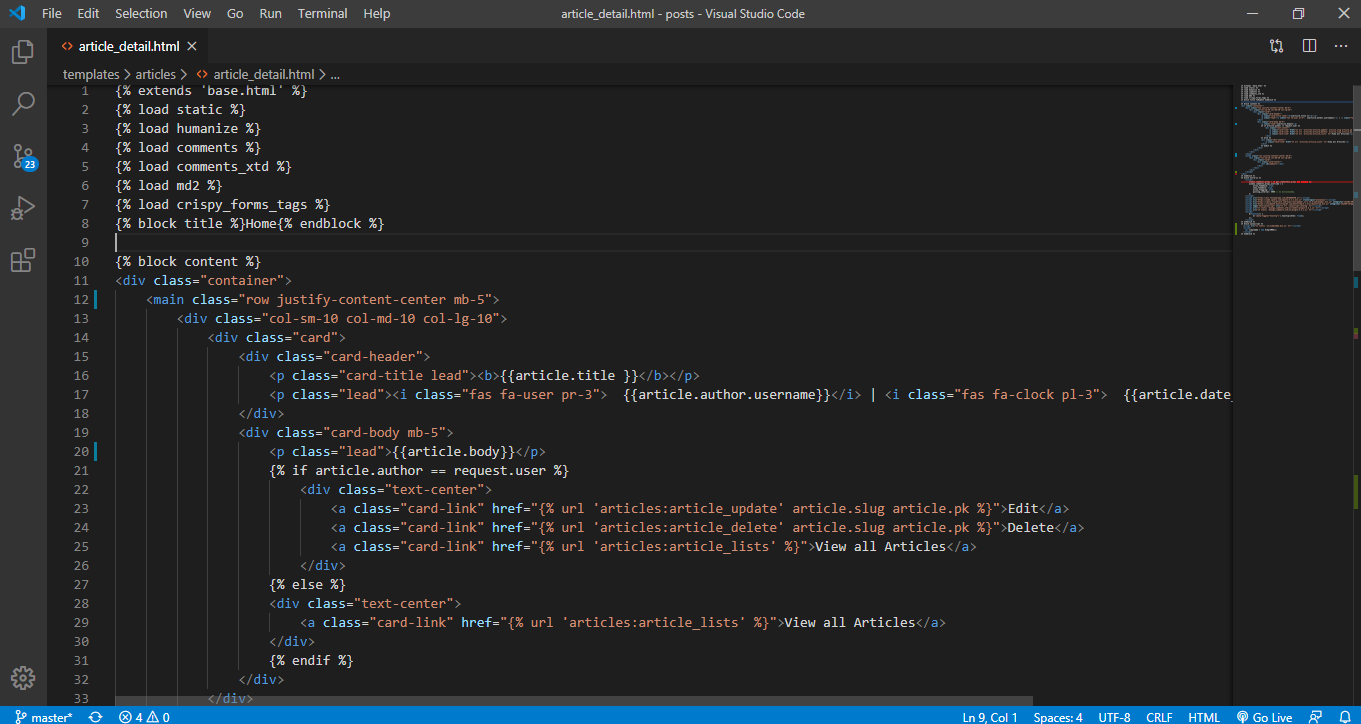 File Edit Selection View Go Run Terminal Help article_detail.html - posts - Visual Studio Code
article_detail.html
templates > articles > article_detail.html > ...
1 {% extends 'base.html' %}
2 {% load static %}
3 {% load humanize %}
4 {% load comments %}
5 {% load comments_xtd %}
6 {% load md2 %}
7 {% load crispy_forms_tags %}
8 {% block title %}Home{% endblock %}
9
10 {% block content %}
11 <div class="container">
12 <main class="row justify-content-center mb-5">
13 <div class="col-sm-10 col-md-10 col-lg-10">
14 <div class="card">
15 <div class="card-header">
16 <p class="card-title lead"><b>{{article.title }}</b></p>
17 <p class="lead"><i class="fas fa-user pr-3">  {{article.author.username}}</i> | <i class="fas fa-clock pl-3">  {{article.date_
18 </div>
19 <div class="card-body mb-5">
20 <p class="lead">{{article.body}}</p>
21 {% if article.author == request.user %}
22 <div class="text-center">
23 <a class="card-link" href="{% url 'articles:article_update' article.slug article.pk %}">Edit</a>
24 <a class="card-link" href="{% url 'articles:article_delete' article.slug article.pk %}">Delete</a>
25 <a class="card-link" href="{% url 'articles:article_lists' %}">View all Articles</a>
26 </div>
27 {% else %}
28 <div class="text-center">
29 <a class="card-link" href="{% url 'articles:article_lists' %}">View all Articles</a>
30 </div>
31 {% endif %}
32 </div>
33 </div>
23
master* 4 0 Ln 9, Col 1 Spaces: 4 UTF-8 CRLF HTML Go Live